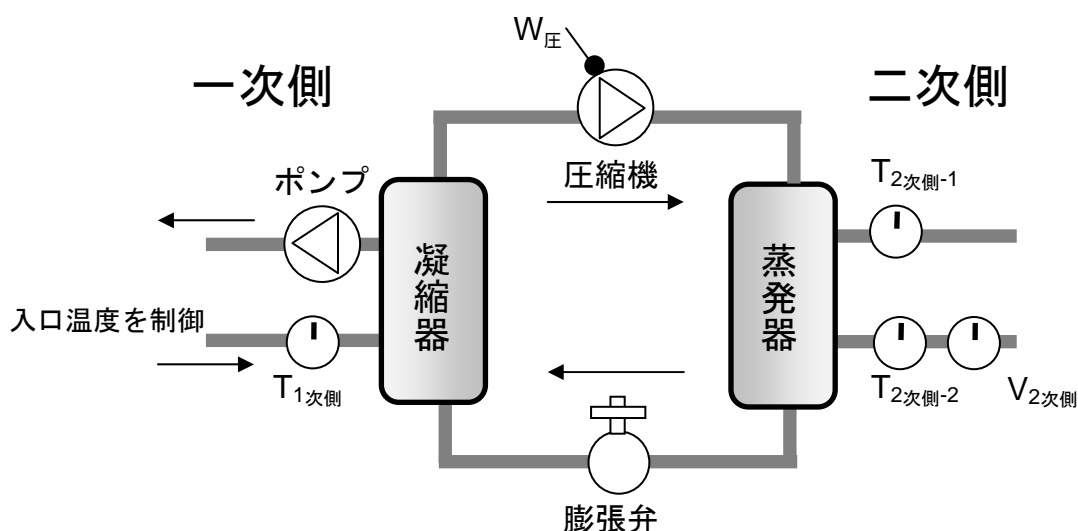 W圧
一次側
二次側
ポンプ
圧縮機
T2次側-1
凝縮器
蒸発器
入口温度を制御
T1次側
T2次側-2
V2次側
膨張弁